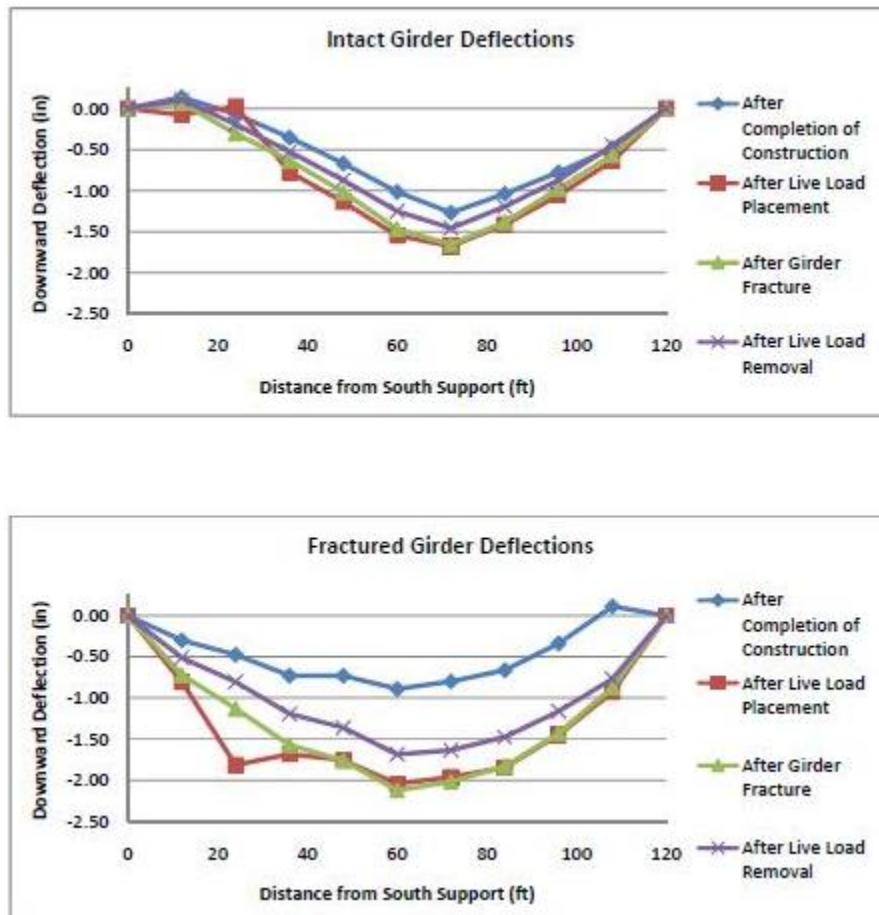 Intact Girder Deflections
Downward Deflection (in)
0.00
-0.50
-1.00
-1.50
-2.00
-2.50
0 20 40 60 80 100 120
Distance from South Support (ft)
After
Completion of
Construction
After Live Load
Placement
After Girder
Fracture
After Live Load
Removal
Fractured Girder Deflections
Downward Deflection (in)
0.00
-0.50
-1.00
-1.50
-2.00
-2.50
0 20 40 60 80 100 120
Distance from South Support (ft)
After
Completion of
Construction
After Live Load
Placement
After Girder
Fracture
After Live Load
Removal